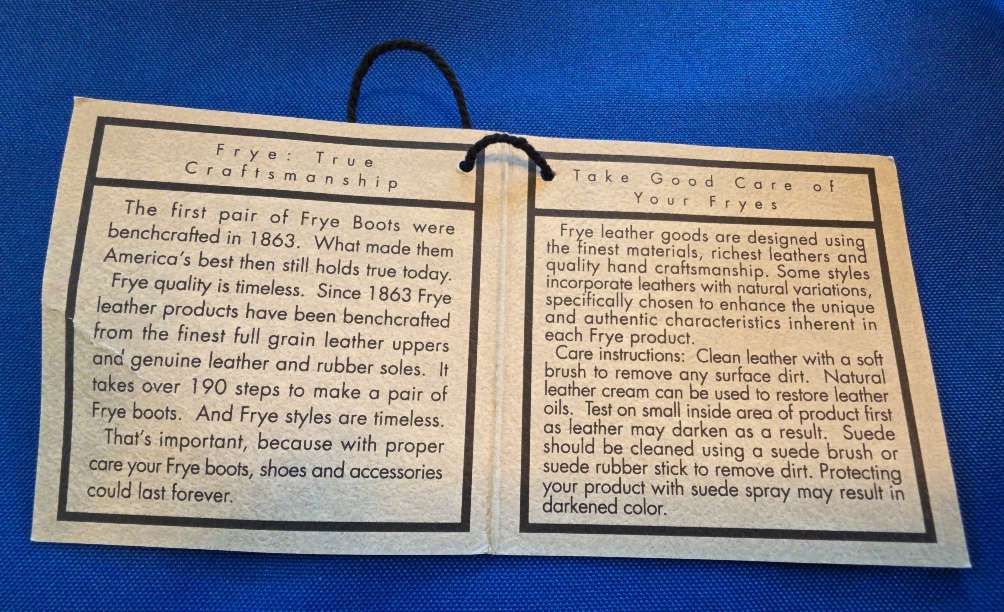 Frye: True
Craftsmanship
The first pair of Frye Boots were
benchcrafted in 1863. What made them
America's best then still holds true today.
Frye quality is timeless. Since 1863 Frye
leather products have been benchcrafted
from the finest full grain leather uppers
and genuine leather and rubber soles. It
takes over 190 steps to make a pair of
Frye boots. And Frye styles are timeless.
That's important, because with proper
care your Frye boots, shoes and accessories
could last forever.
Take Good Care of
Your Fryes
Frye leather goods are designed using
the finest materials, richest leathers and
quality hand craftsmanship. Some styles
incorporate leathers with natural variations,
specifically chosen to enhance the unique
and authentic characteristics inherent in
each Frye product.
Care instructions: Clean leather with a soft
brush to remove any surface dirt. Natural
leather cream can be used to restore leather
oils. Test on small inside area of product first
as leather may darken as a result. Suede
should be cleaned using a suede brush or
suede rubber stick to remove dirt. Protecting
your product with suede spray may result in
darkened color.